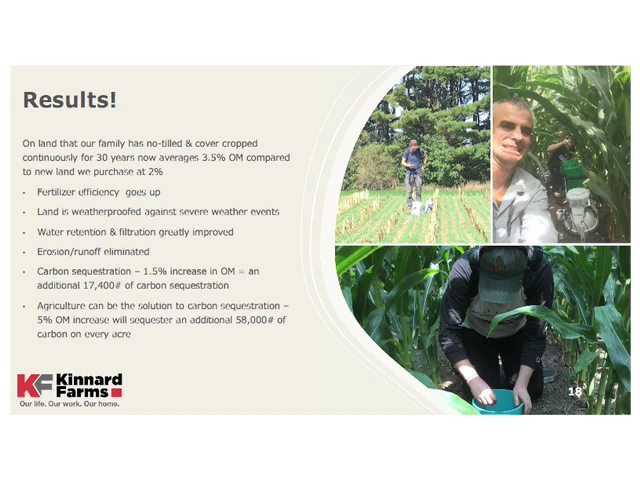 Results!
On land that our family has no-tilled & cover cropped
continuously for 30 years now averages 3.5% OM compared
to new land we purchase at 2%
• Fertilizer efficiency goes up
• Land is weatherproofed against severe weather events
• Water retention & filtration greatly improved
• Erosion/runoff eliminated
• Carbon sequestration – 1.5% increase in OM = an
additional 17,400# of carbon sequestration
• Agriculture can be the solution to carbon sequestration –
5% OM increase will sequester an additional 58,000# of
carbon on every acre
KF Kinnard
Farms
Our life. Our work. Our home.
18